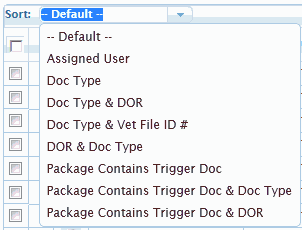 Sort: -- Default --
-- Default --
Assigned User
Doc Type
Doc Type & DOR
Doc Type & Vet File ID #
DOR & Doc Type
Package Contains Trigger Doc
Package Contains Trigger Doc & Doc Type
Package Contains Trigger Doc & DOR